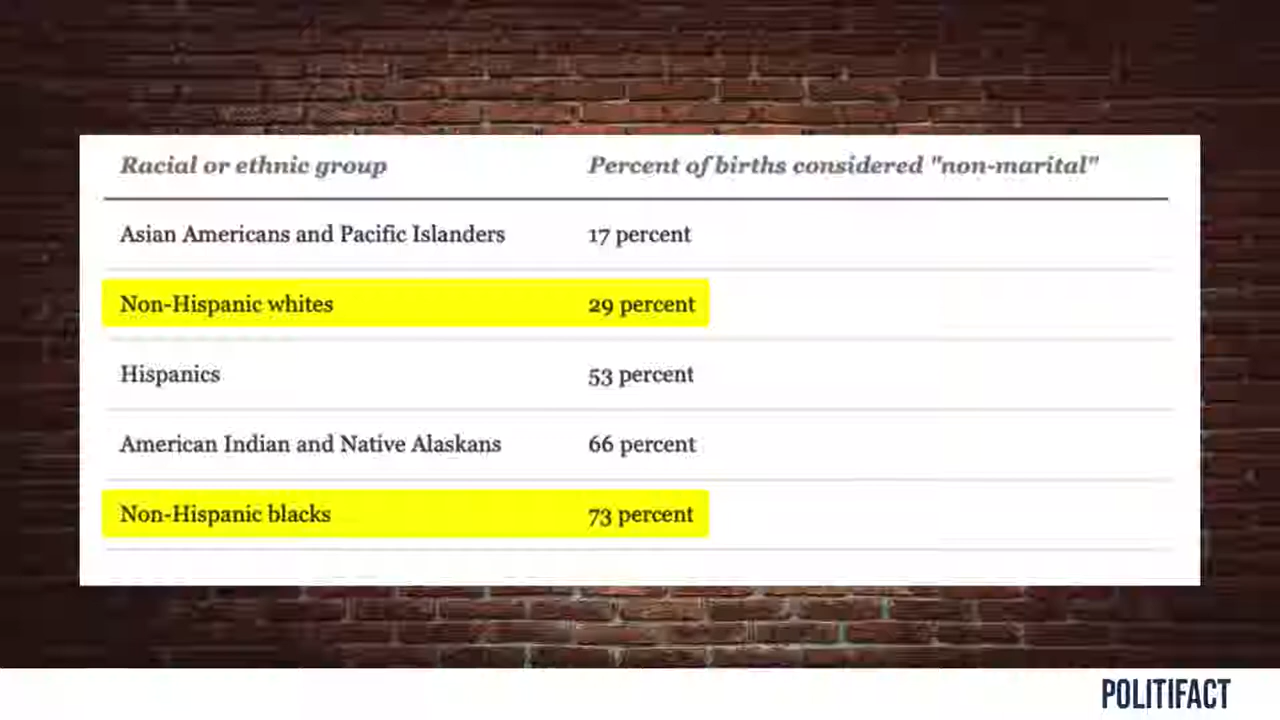 Racial or ethnic group Percent of births considered "non-marital"
Asian Americans and Pacific Islanders 17 percent
Non-Hispanic whites 29 percent
Hispanics 53 percent
American Indian and Native Alaskans 66 percent
Non-Hispanic blacks 73 percent
POLITIFACT